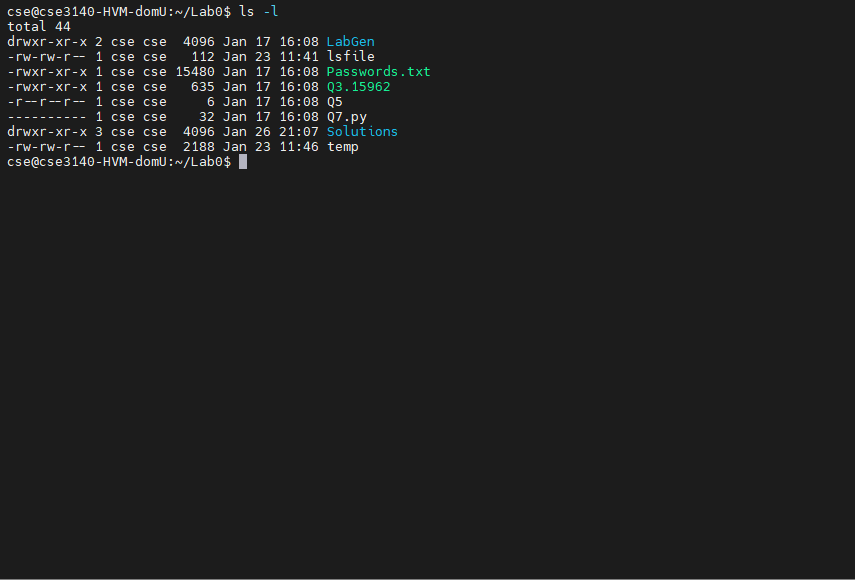 cse@cse3140-HVM-domU:~/Lab0$ ls -l
total 44
drwxr-xr-x 2 cse cse  4096 Jan 17 16:08 LabGen
-rw-rw-r-- 1 cse cse   112 Jan 23 11:41 lsfile
-rwxr-xr-x 1 cse cse 15480 Jan 17 16:08 Passwords.txt
-rwxr-xr-x 1 cse cse   635 Jan 17 16:08 Q3.15962
-r--r--r-- 1 cse cse     6 Jan 17 16:08 Q5
---------- 1 cse cse    32 Jan 17 16:08 Q7.py
drwxr-xr-x 3 cse cse  4096 Jan 26 21:07 Solutions
-rw-rw-r-- 1 cse cse  2188 Jan 23 11:46 temp
cse@cse3140-HVM-domU:~/Lab0$